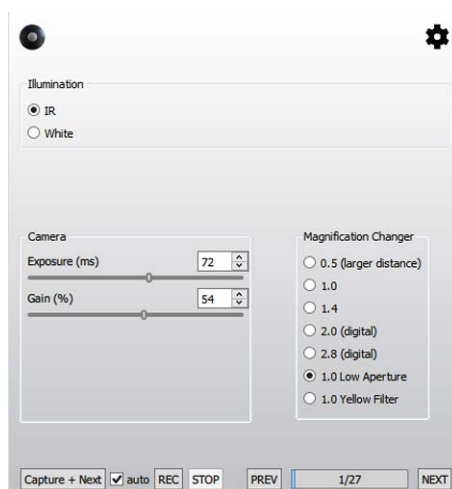 Illumination
IR
White
Camera
Exposure (ms) 72
Gain (%) 54
Magnification Changer
0.5 (larger distance)
1.0
1.4
2.0 (digital)
2.8 (digital)
1.0 Low Aperture
1.0 Yellow Filter
Capture + Next auto REC STOP PREV 1/27 NEXT